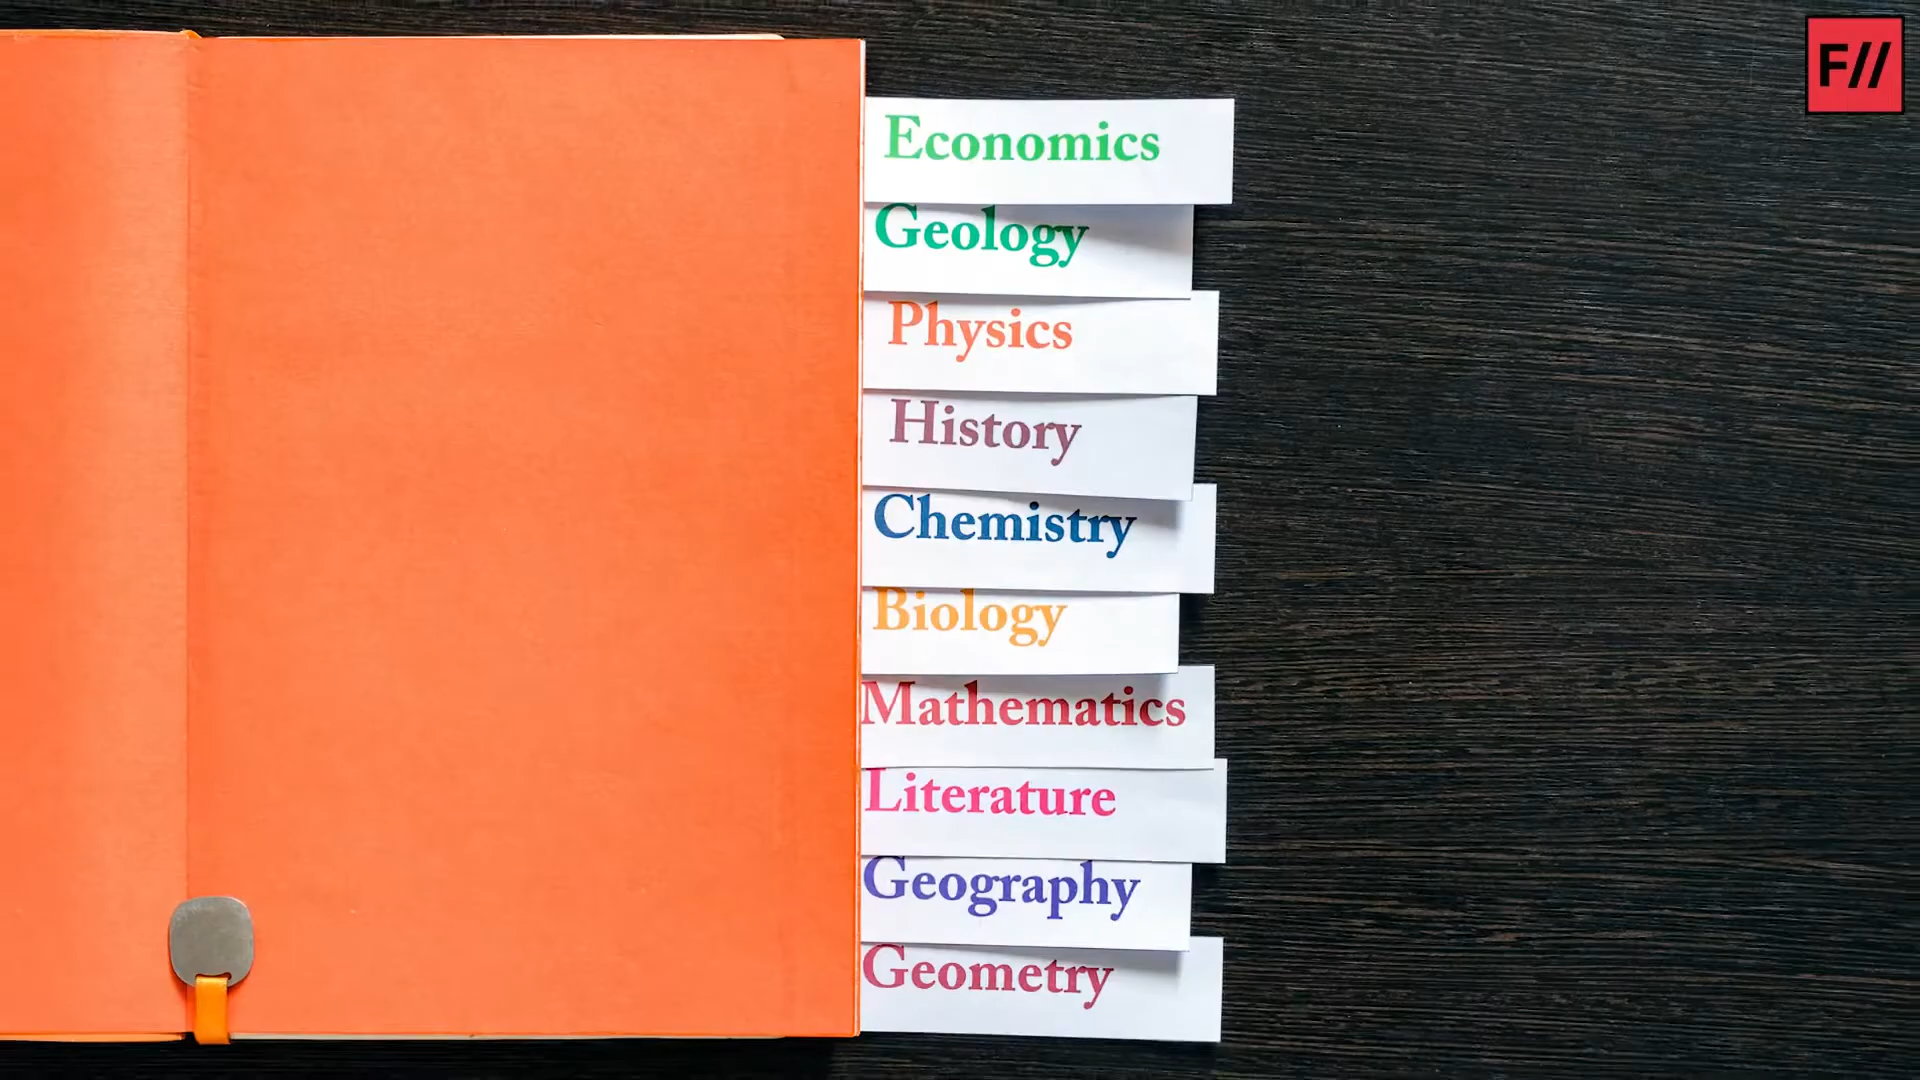 F//
Economics
Geology
Physics
History
Chemistry
Biology
Mathematics
Literature
Geography
Geometry